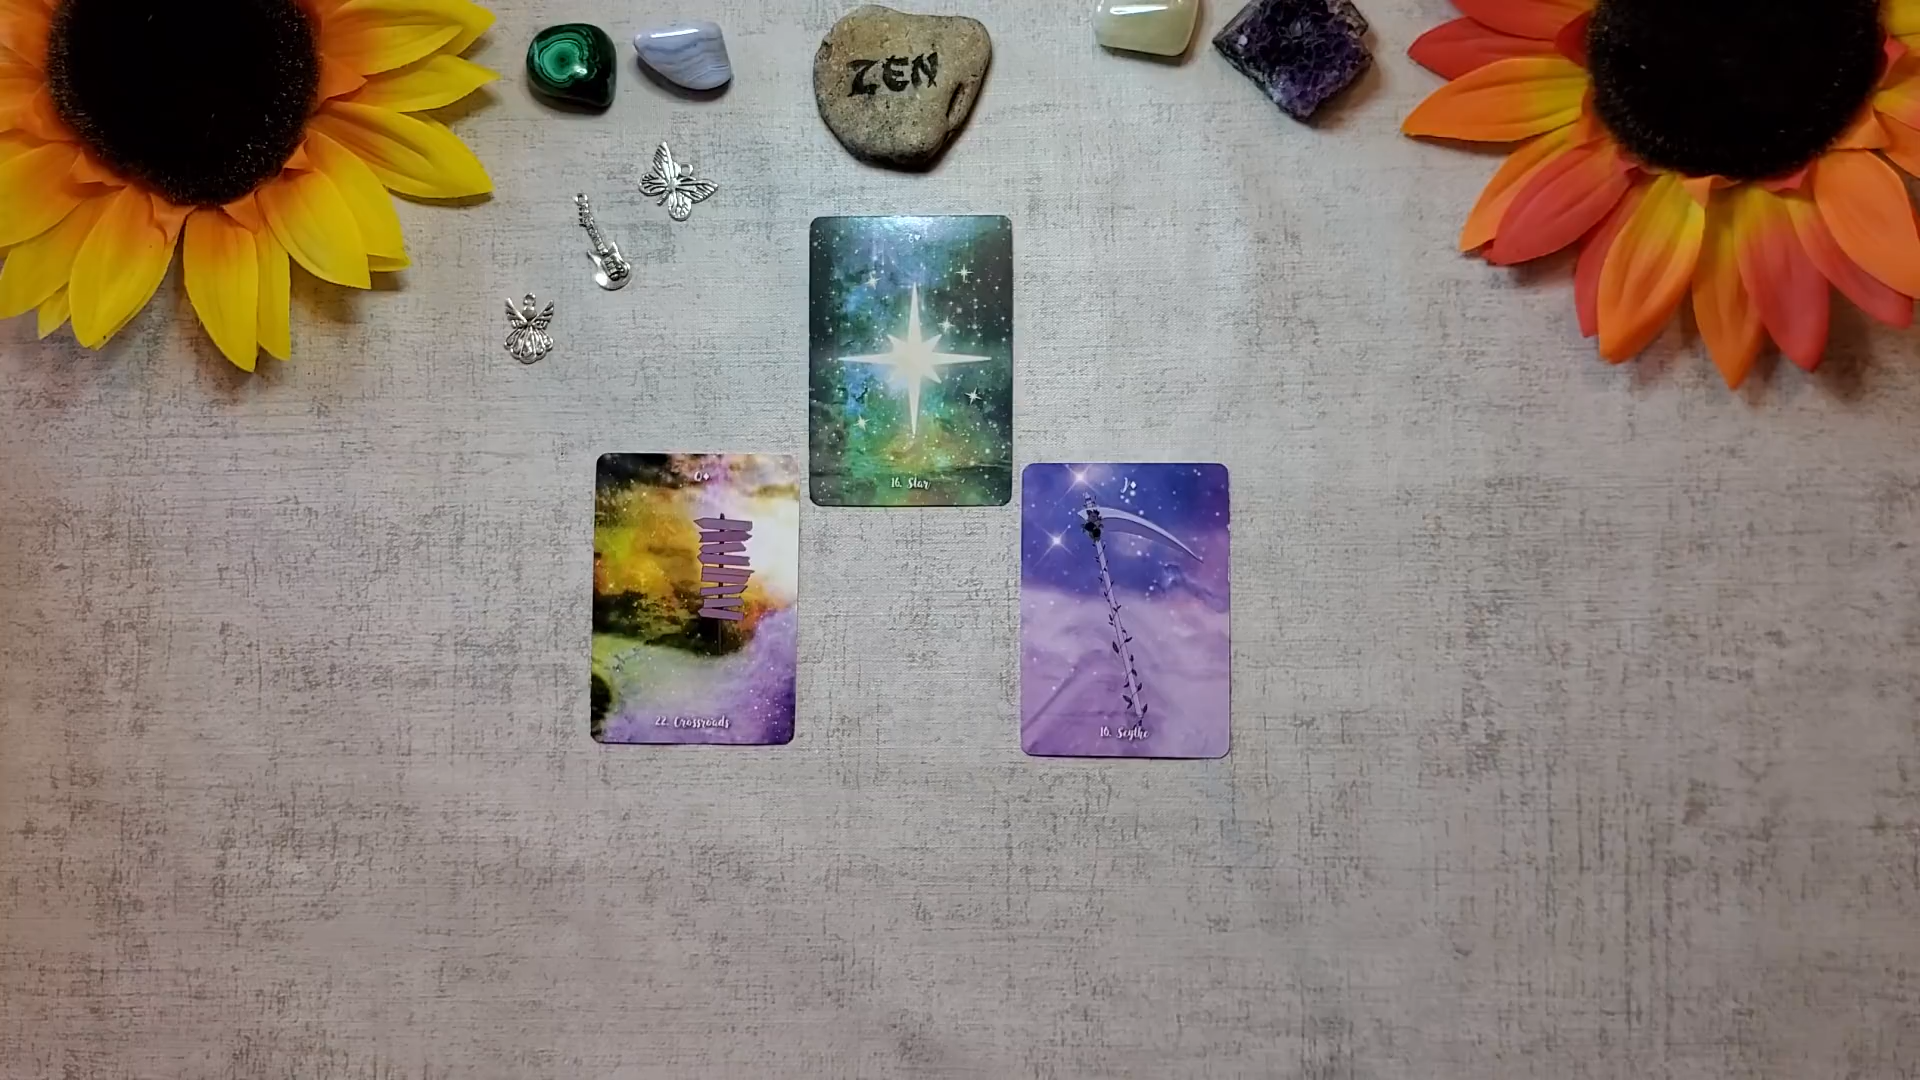 ZEN
16. Star
Q♦
22. Crossroads
J♦
10. Scythe